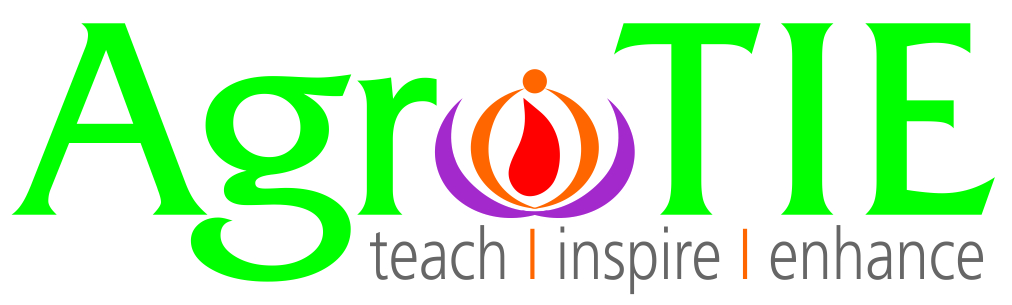 AgroTIE
teach | inspire | enhance